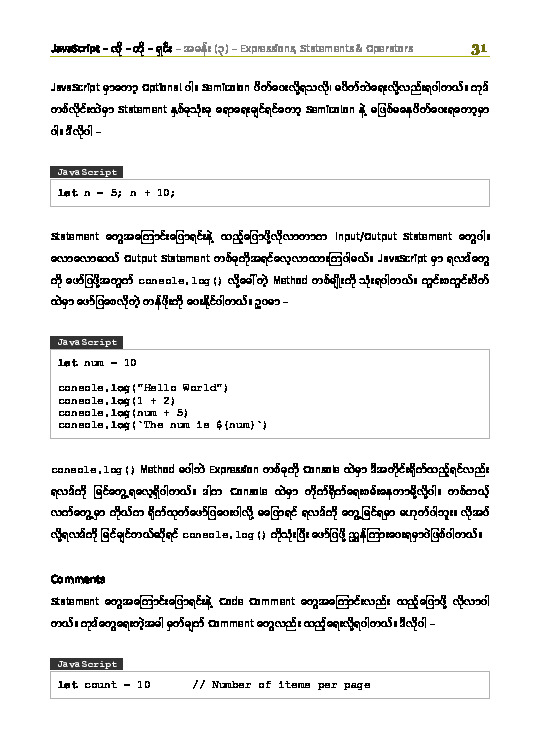 JavaScript – လို – တို – ရှင်း – အခန်း (၃) – Expressions, Statements & Operators 31
JavaScript မှာတော့ Optional ပါ။ Semicolon ပိတ်ပေးလို့ရသလို၊ မပိတ်ဘဲရေးလို့လည်းရပါတယ်။ ကုဒ်
တစ်လိုင်းထဲမှာ Statement နှစ်ခုသုံးခု ရောရေးချင်ရင်တော့ Semicolon နဲ့ မဖြစ်မနေပိတ်ပေးရတော့မှာ
ပါ။ ဒီလိုပါ –
JavaScript
let n = 5; n + 10;
Statement တွေအကြောင်းပြောရင်းနဲ့ ထည့်ပြောဖို့လိုလာတာက Input/Output Statement တွေပါ။
လောလောဆယ် Output Statement တစ်ခုကိုအရင်လေ့လာထားကြပါမယ်။ JavaScript မှာ ရလဒ်တွေ
ကို ဖော်ပြဖို့အတွက် console.log() လို့ခေါ်တဲ့ Method တစ်မျိုးကို သုံးရပါတယ်။ ကွင်းစကွင်းပိတ်
ထဲမှာ ဖော်ပြစေလိုတဲ့ တန်ဖိုးကို ပေးနိုင်ပါတယ်။ ဥပမာ –
JavaScript
let num = 10
console.log("Hello World")
console.log(1 + 2)
console.log(num + 5)
console.log(`The num is ${num}`)
console.log() Method မပါဘဲ Expression တစ်ခုကို Console ထဲမှာ ဒီအတိုင်းရိုက်ထည့်ရင်လည်း
ရလဒ်ကို မြင်တွေ့ရလေ့ရှိပါတယ်။ ဒါက Console ထဲမှာ တိုက်ရိုက်ရေးစမ်းနေတာမို့လို့ပါ။ တစ်ကယ့်
လက်တွေ့မှာ ကိုယ်က ရိုက်ထုတ်ဖော်ပြပေးပါလို့ မပြောရင် ရလဒ်ကို တွေ့မြင်ရမှာ မဟုတ်ပါဘူး။ လိုအပ်
လို့ရလဒ်ကို မြင်ချင်တယ်ဆိုရင် console.log() ကိုသုံးပြီး ဖော်ပြဖို့ ညွှန်ကြားပေးရမှာပဲဖြစ်ပါတယ်။
Comments
Statement တွေအကြောင်းပြောရင်းနဲ့ Code Comment တွေအကြောင်းလည်း ထည့်ပြောဖို့ လိုလာပါ
တယ်။ ကုဒ်တွေရေးတဲ့အခါ မှတ်ချက် Comment တွေလည်း ထည့်ရေးလို့ရပါတယ်။ ဒီလိုပါ –
JavaScript
let count = 10 // Number of items per page